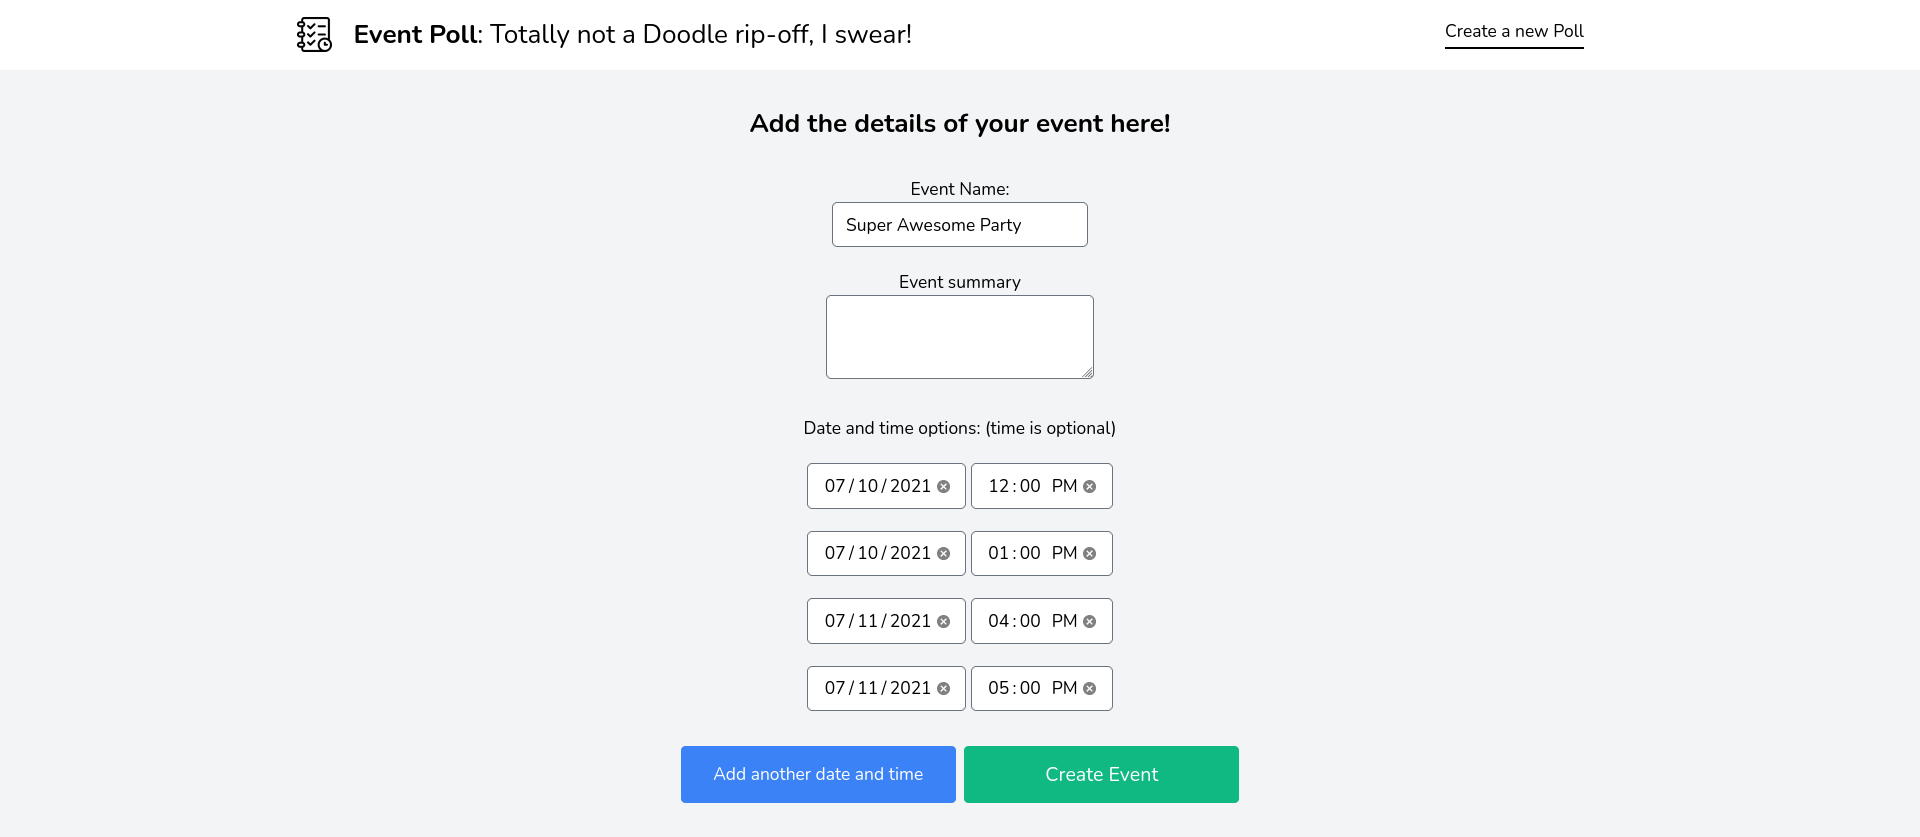 Event Poll: Totally not a Doodle rip-off, I swear!
Create a new Poll
Add the details of your event here!
Event Name:
Super Awesome Party
Event summary
Date and time options: (time is optional)
07/10/2021 12:00 PM
07/10/2021 01:00 PM
07/11/2021 04:00 PM
07/11/2021 05:00 PM
Add another date and time
Create Event